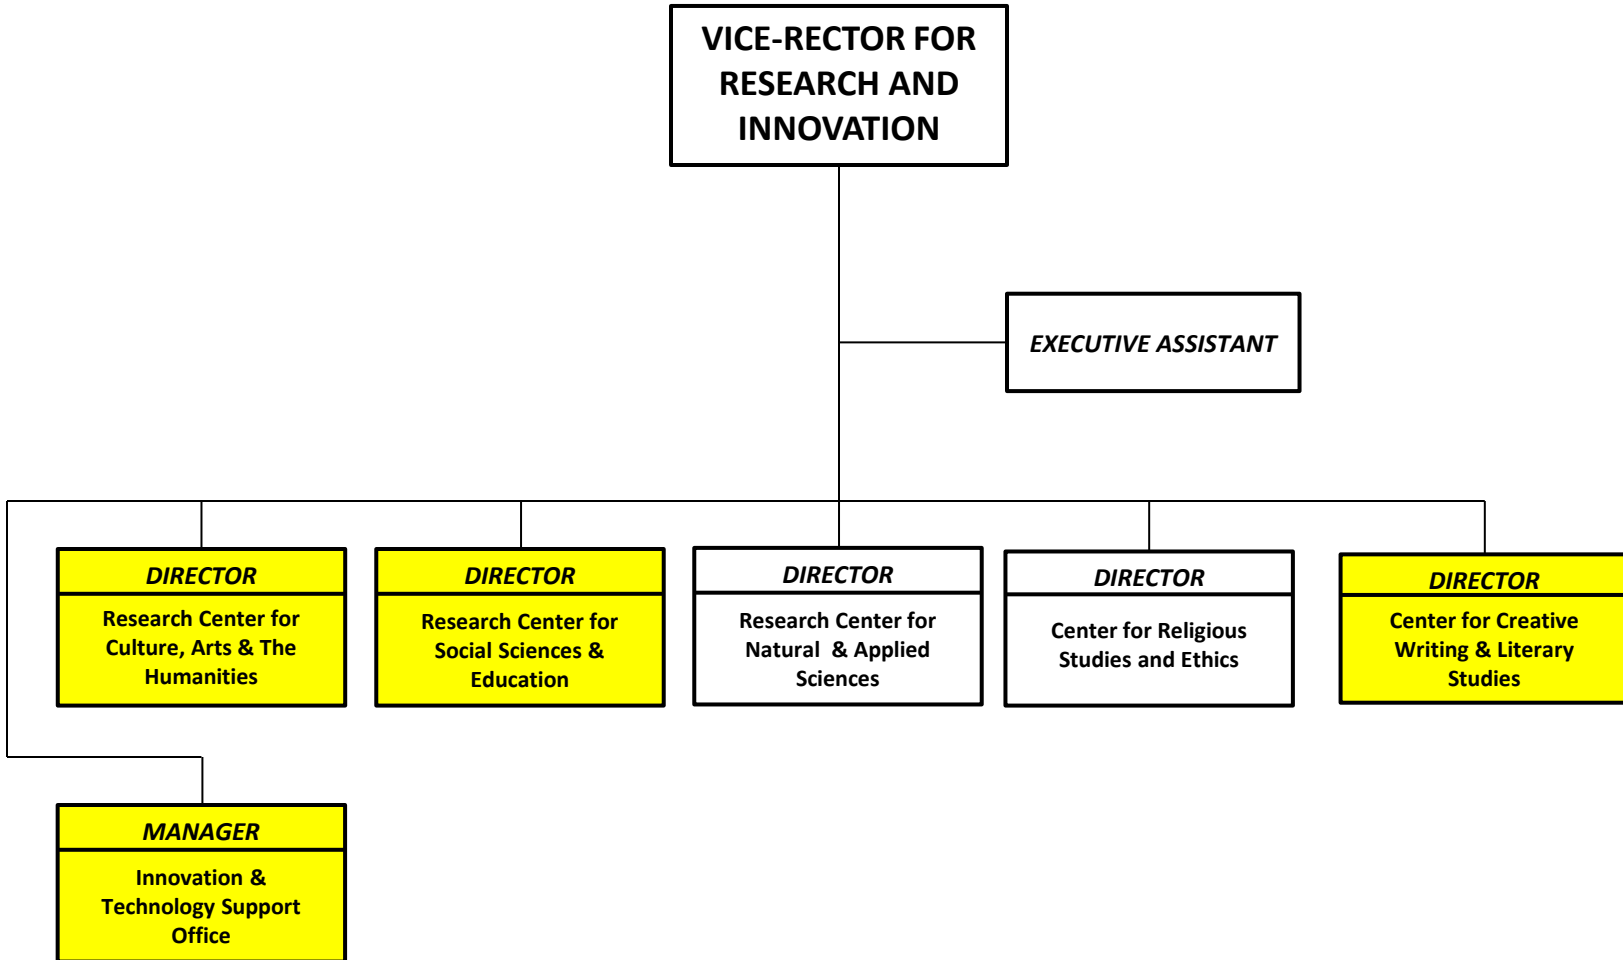 VICE-RECTOR FOR
RESEARCH AND
INNOVATION
EXECUTIVE ASSISTANT
DIRECTOR
Research Center for
Culture, Arts & The
Humanities
DIRECTOR
Research Center for
Social Sciences &
Education
DIRECTOR
Research Center for
Natural & Applied
Sciences
DIRECTOR
Center for Religious
Studies and Ethics
DIRECTOR
Center for Creative
Writing & Literary
Studies
MANAGER
Innovation &
Technology Support
Office